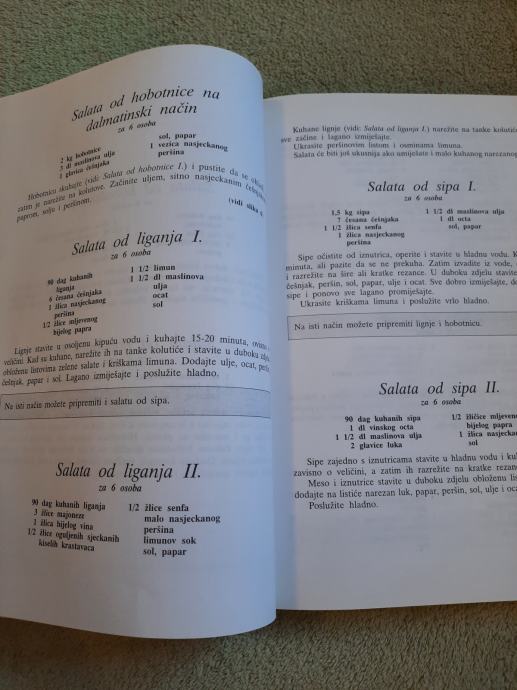 Salata od hobotnice na
dalmatinski način
za 6 osoba
2 kg hobotnice
3 dl maslinova ulja
1 glavica češnjaka
sol, papar
1 vezica nasjeckanog
peršina
Hobotnicu skuhajte (vidi: Salata od hobotnice I.) i pustite da se
zatim je narežite na kolutove. Začinite uljem, sitno nasjeckanim
paprom, solju i peršinom.
(vidi sliku
Salata od liganja I.
za 6 osoba
90 dag kuhanih
liganja
6 česana češnjaka
1 žlica nasjeckanog
peršina
1/2 žlice mljevenog
bijelog papra
1 1/2 limun
1 1/2 dl maslinova
ulja
ocat
sol
Lignje stavite u osoljenu kipuću vodu i kuhajte 15-20 minuta,
veličini. Kad su kuhane, narežite ih na tanke kolutiće i stavite u duboku
obloženu listovima zelene salate i kriškama limuna. Dodajte ulje, ocat,
češnjak, papar i sol. Lagano izmiješajte i poslužite hladno.
Na isti način možete pripremiti i salatu od sipa.
Salata od liganja II.
za 6 osoba
90 dag kuhanih liganja
3 žlice majoneze
1 žlica bijelog vina
1/2 žlice oguljenih sjeckanih
kiselih krastavaca
1/2 žlice senfa
malo nasjeckanog
peršina
limunov sok
sol, papar
Kuhane lignje (vidi: Salata od liganja I.) narežite na tanke kolutiće
sve začine i lagano izmiješajte.
Ukrasite peršinovim listom i osminama limuna.
Salata će biti još ukusnija ako umiješate i malo kuhanog narezanog
Salata od sipa I.
za 6 osoba
1,5 kg sipa
7 česana češnjaka
1 1/2 žlica soli
1 žlica nasjeckanog
peršina
1 1/2 dl maslinova ulja
1 dl octa
sol, papar
Sipe očistite od iznutrica, operite i stavite u hladnu vodu.
minuta, ali pazite da se ne prekuha. Zatim izvadite iz vode,
i razrežite na šire ali kratke rezance. U duboku zdjelu stavite
češnjak, peršin, sol, papar, ulje i ocat. Sve dobro izmiješajte,
sipe i ponovo sve lagano promiješajte.
Ukrasite kriškama limuna i poslužite vrlo hladno.
Na isti način možete pripremiti lignje i hobotnicu.
Salata od sipa II.
za 6 osoba
90 dag kuhanih sipa
1 dl vinskog octa
1 1/2 dl maslinova ulja
2 glavice luka
1/2 žličice
bijelog papra
1 žlica
sol
Sipe zajedno s iznutricama stavite u hladnu vodu i
zavisno o veličini, a zatim ih razrežite na kratke
Meso i iznutrice stavite u duboku zdjelu obloženu
dodajte na listiće narezan luk, papar, peršin, sol, ulje i
Poslužite hladno.